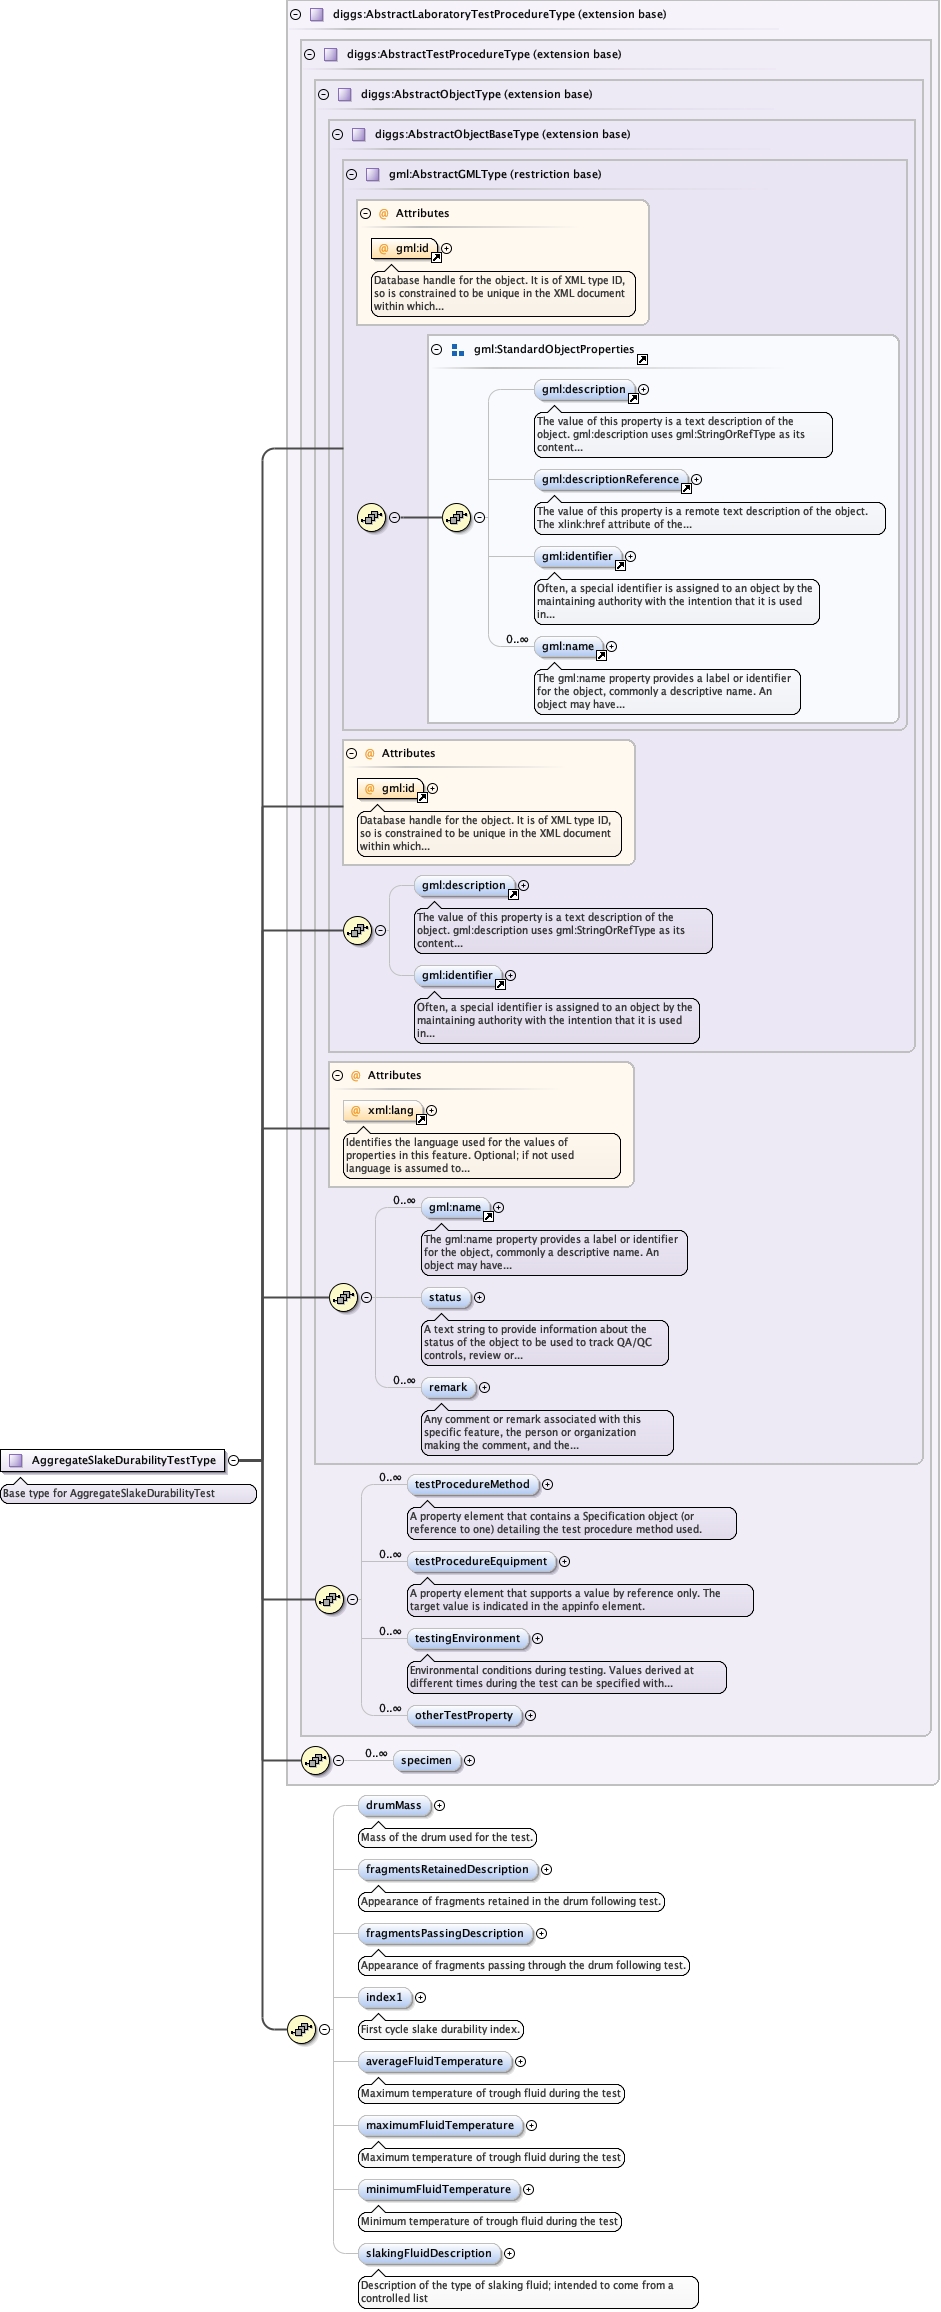 diggs:AbstractLaboratoryTestProcedureType (extension base)
diggs:AbstractTestProcedureType (extension base)
diggs:AbstractObjectType (extension base)
diggs:AbstractObjectBaseType (extension base)
gml:AbstractGMLType (restriction base)
@ Attributes
@ gml:id
Database handle for the object. It is of XML type ID,
so is constrained to be unique in the XML document
within which...
gml:StandardObjectProperties
gml:description
The value of this property is a text description of the
object. gml:description uses gml:StringOrRefType as its
content...
gml:descriptionReference
The value of this property is a remote text description of the object.
The xlink:href attribute of the...
gml:identifier
Often, a special identifier is assigned to an object by the
maintaining authority with the intention that it is used
in...
0..∞
gml:name
The gml:name property provides a label or identifier
for the object, commonly a descriptive name. An
object may have...
@ Attributes
@ gml:id
Database handle for the object. It is of XML type ID,
so is constrained to be unique in the XML document
within which...
gml:description
The value of this property is a text description of the
object. gml:description uses gml:StringOrRefType as its
content...
gml:identifier
Often, a special identifier is assigned to an object by the
maintaining authority with the intention that it is used
in...
@ Attributes
@ xml:lang
Identifies the language used for the values of
properties in this feature. Optional; if not used
language is assumed to...
0..∞
gml:name
The gml:name property provides a label or identifier
for the object, commonly a descriptive name. An
object may have...
status
A text string to provide information about the
status of the object to be used to track QA/QC
controls, review or...
0..∞
remark
Any comment or remark associated with this
specific feature, the person or organization
making the comment, and the...
AggregateSlakeDurabilityTestType
Base type for AggregateSlakeDurabilityTest
0..∞
testProcedureMethod
A property element that contains a Specification object (or
reference to one) detailing the test procedure method used.
0..∞
testProcedureEquipment
A property element that supports a value by reference only. The
target value is indicated in the appinfo element.
0..∞
testingEnvironment
Environmental conditions during testing. Values derived at
different times during the test can be specified with...
0..∞
otherTestProperty
0..∞
specimen
drumMass
Mass of the drum used for the test.
fragmentsRetainedDescription
Appearance of fragments retained in the drum following test.
fragmentsPassingDescription
Appearance of fragments passing through the drum following test.
index1
First cycle slake durability index.
averageFluidTemperature
Maximum temperature of trough fluid during the test
maximumFluidTemperature
Maximum temperature of trough fluid during the test
minimumFluidTemperature
Minimum temperature of trough fluid during the test
slakingFluidDescription
Description of the type of slaking fluid; intended to come from a
controlled list